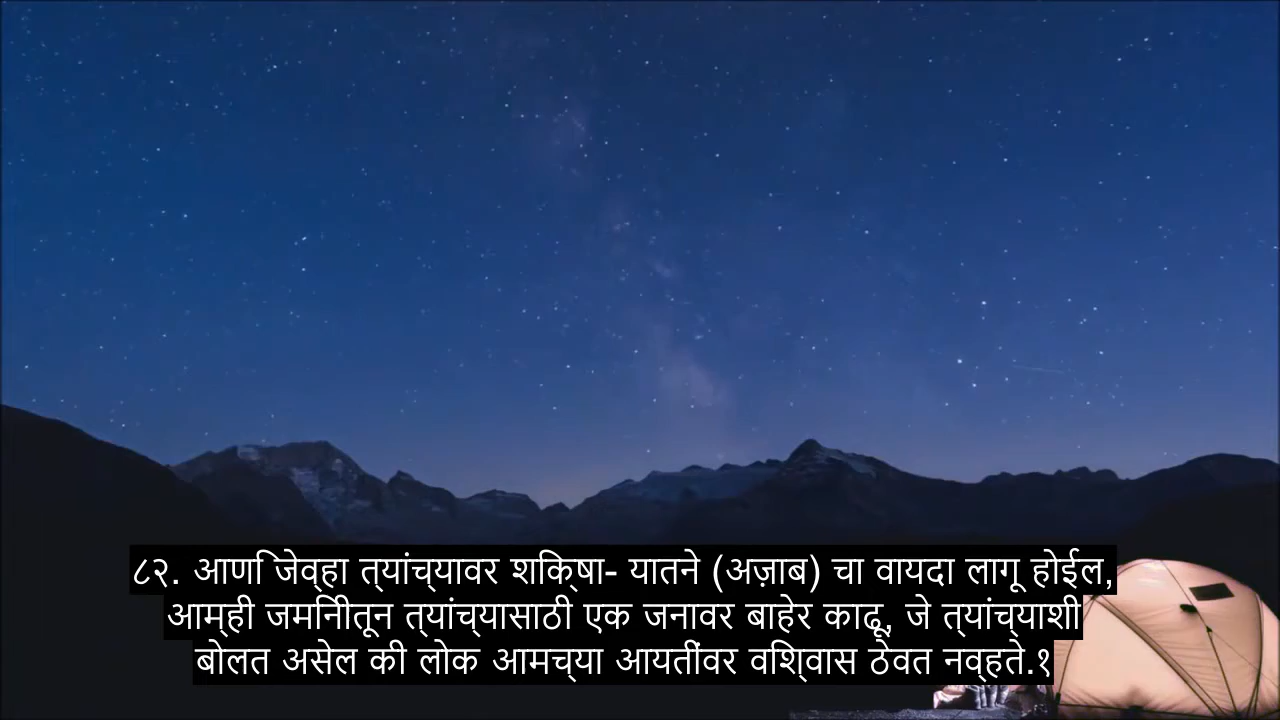 ८२. आणि जेव्हा त्यांच्यावर शिक्षा- यातने (अज़ाब) चा वायदा लागू होईल,
आम्ही जमिनीतून त्यांच्यासाठी एक जनावर बाहेर काढू, जे त्यांच्याशी
बोलत असेल की लोक आमच्या आयतींवर विश्वास ठेवत नव्हते.१